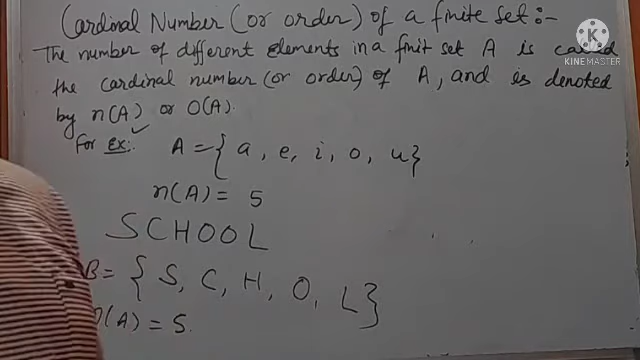 Cardinal Number (or order) of a finite set :-
The number of different elements in a finit set A is called
the cardinal number (or order) of A, and is denoted
by n(A) or O(A).
For Ex:-
A = { a, e, i, o, u }
n(A) = 5
SCHOOL
B = { S, C, H, O, L }
n(A) = 5.
K
KINEMASTER